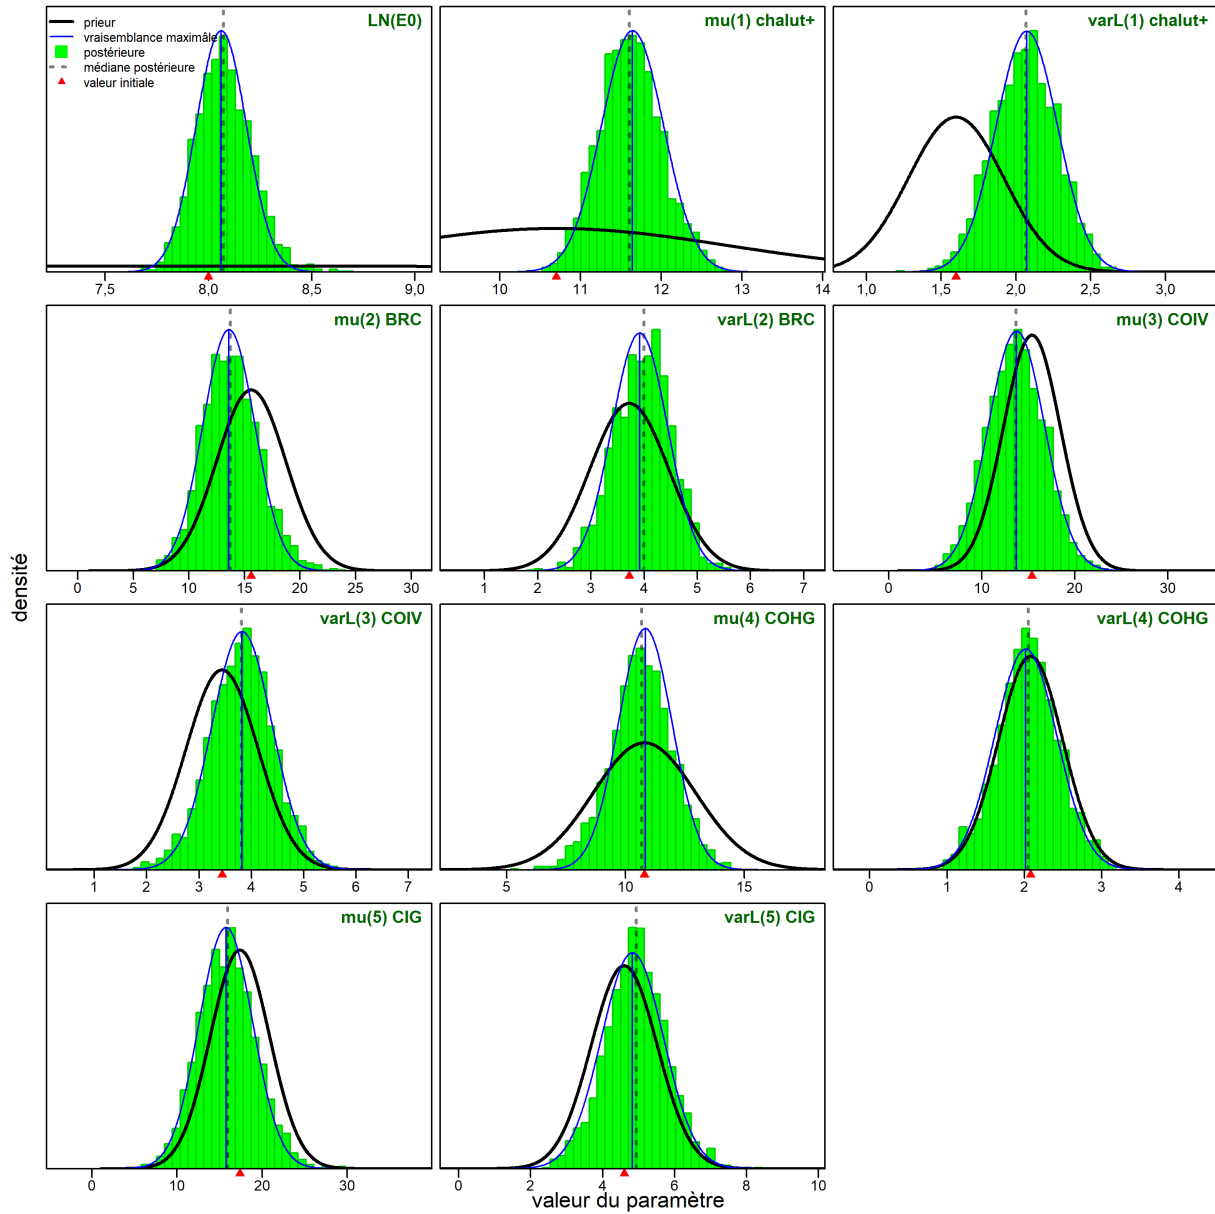 LN(E0)
prieur
vraisemblance maximâle
postérieure
médiane postérieure
valeur initiale
7,5 8,0 8,5 9,0
mu(1) chalut+
10 11 12 13 14
varL(1) chalut+
1,0 1,5 2,0 2,5 3,0
mu(2) BRC
0 5 10 15 20 25 30
varL(2) BRC
1 2 3 4 5 6 7
mu(3) COIV
0 10 20 30
varL(3) COIV
1 2 3 4 5 6 7
mu(4) COHG
5 10 15
varL(4) COHG
0 1 2 3 4
mu(5) CIG
0 10 20 30
varL(5) CIG
0 2 4 6 8 10
densité
valeur du paramètre